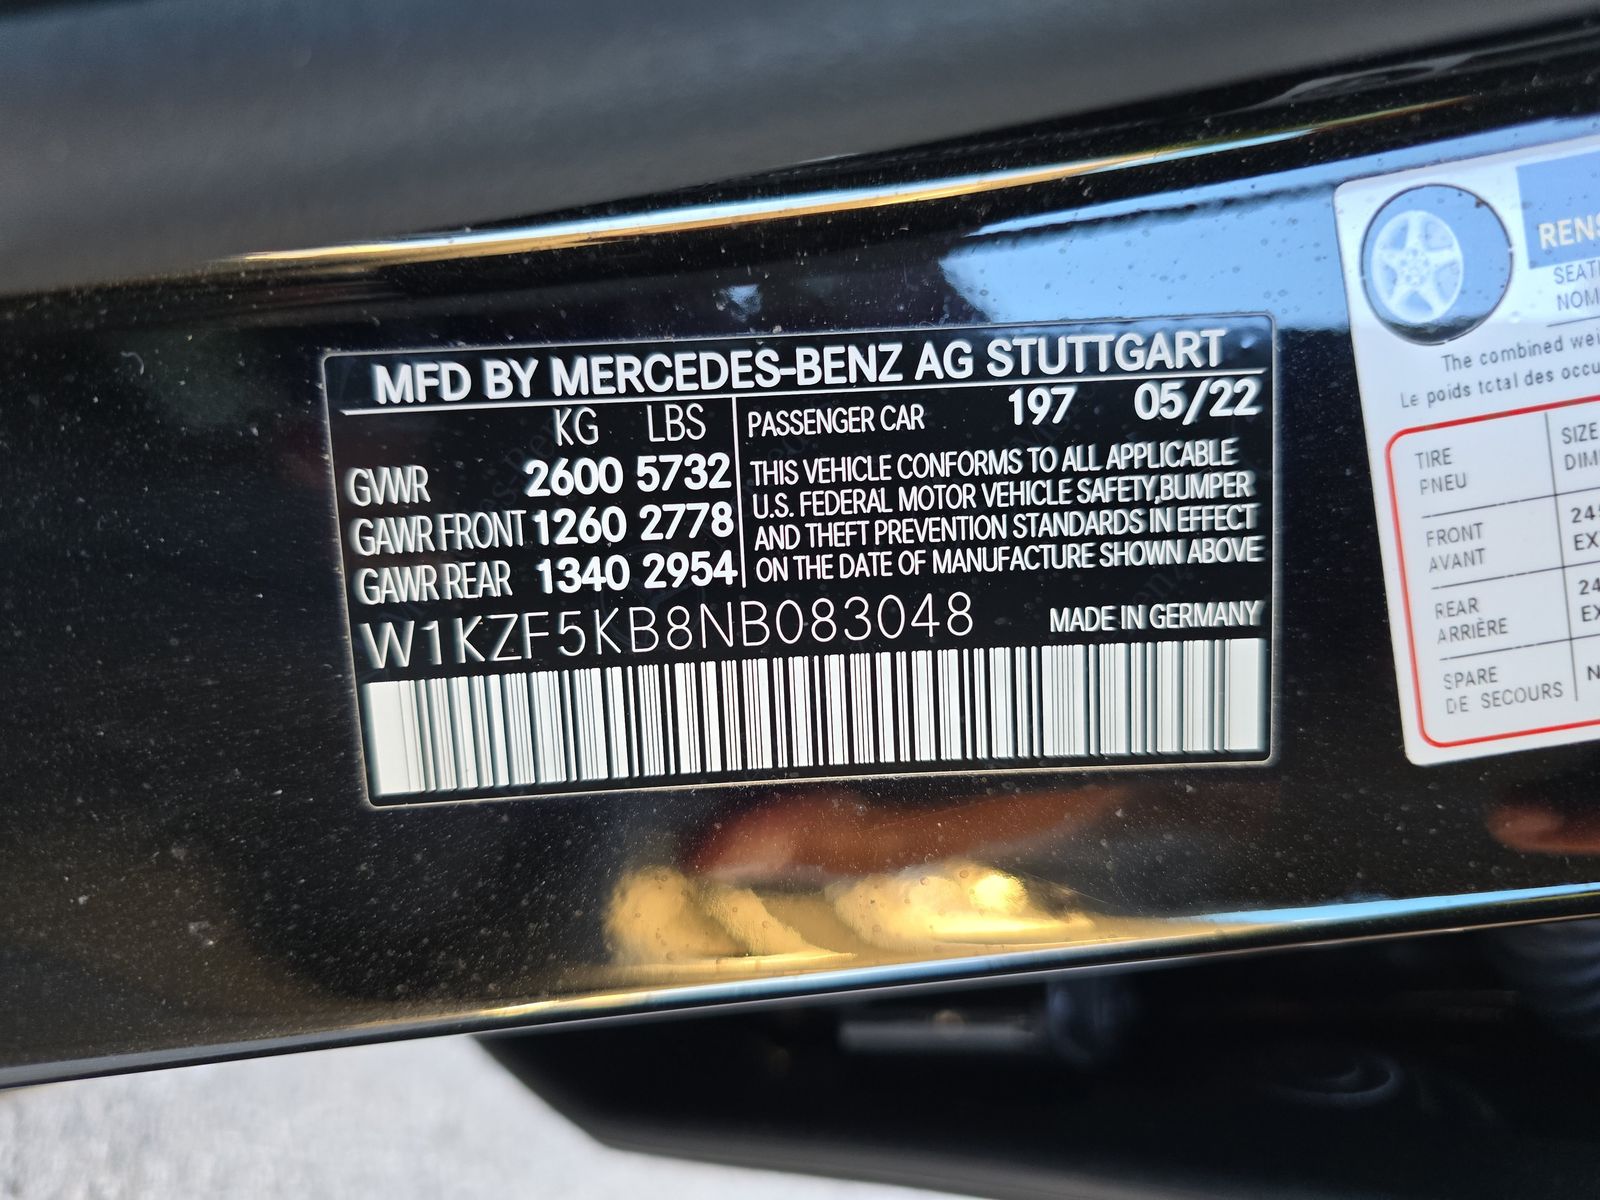 MFD BY MERCEDES-BENZ AG STUTTGART
KG LBS
GVWR 2600 5732
GAWR FRONT 1260 2778
GAWR REAR 1340 2954
PASSENGER CAR 197 05/22
THIS VEHICLE CONFORMS TO ALL APPLICABLE
U.S. FEDERAL MOTOR VEHICLE SAFETY,BUMPER
AND THEFT PREVENTION STANDARDS IN EFFECT
ON THE DATE OF MANUFACTURE SHOWN ABOVE
W1KZF5KB8NB083048
MADE IN GERMANY
The combined
Le poids total des
TIRE
PNEU
SIZE
FRONT
AVANT
REAR
ARRIÈRE
SPARE
DE SECOURS